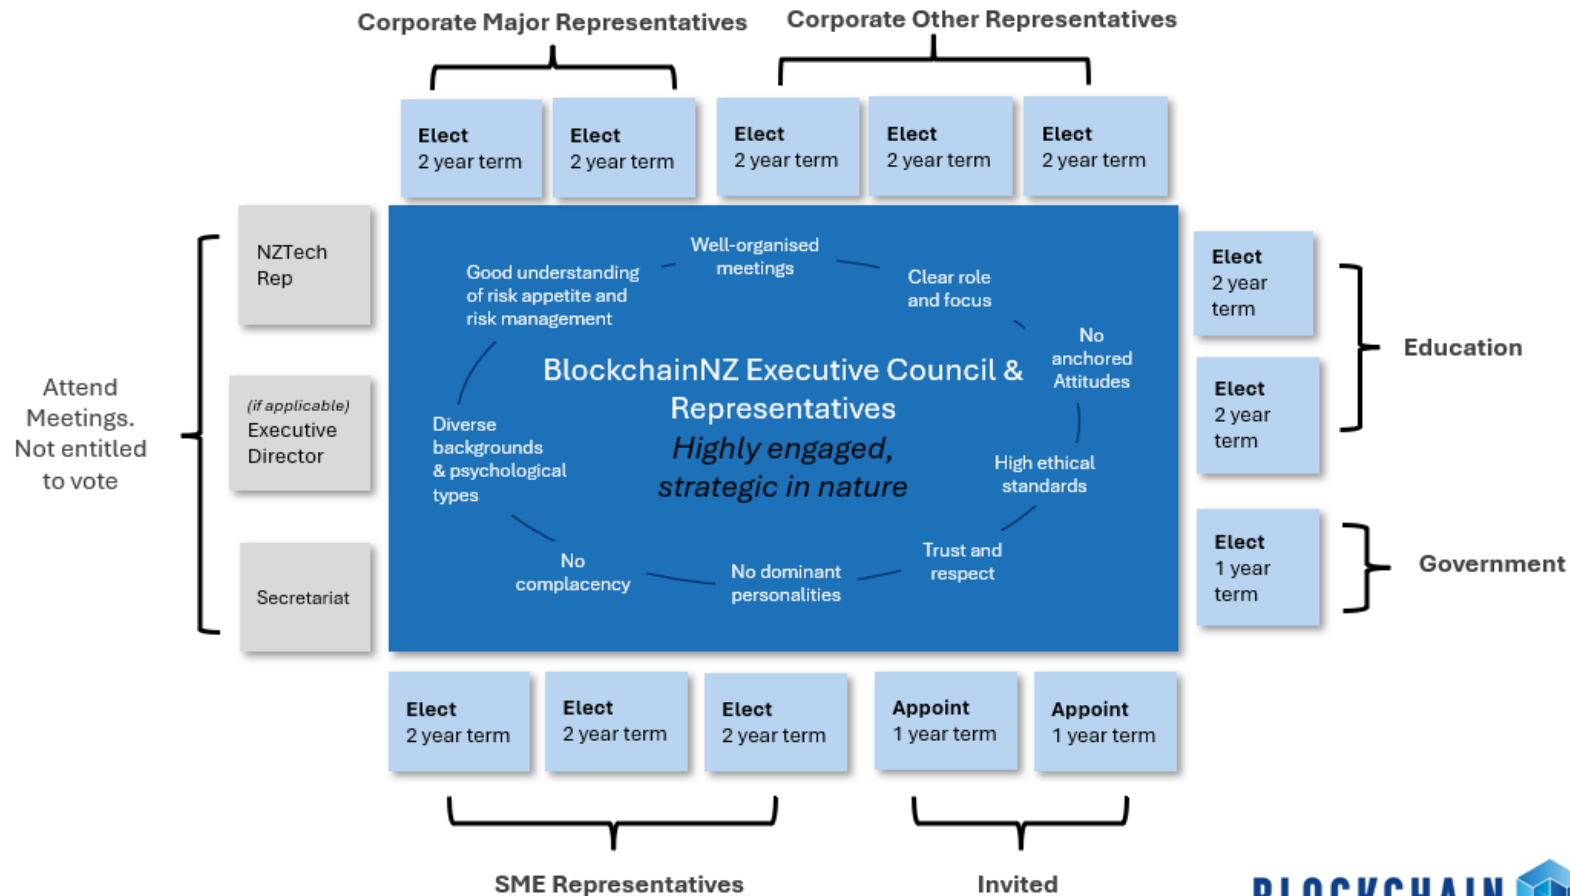 Corporate Major Representatives
Corporate Other Representatives
Elect
2 year term
Elect
2 year term
Elect
2 year term
Elect
2 year term
Elect
2 year term
Attend
Meetings.
Not entitled
to vote
NZTech
Rep
(if applicable)
Executive
Director
Secretariat
Well-organised
meetings
Clear role
and focus
No
anchored
Attitudes
High ethical
standards
Trust and
respect
No dominant
personalities
No
complacency
Diverse
backgrounds
& psychological
types
Good understanding
of risk appetite and
risk management
BlockchainNZ Executive Council &
Representatives
Highly engaged,
strategic in nature
Elect
2 year
term
Elect
2 year
term
Education
Elect
1 year
term
Government
Elect
2 year term
Elect
2 year term
Elect
2 year term
Appoint
1 year term
Appoint
1 year term
SME Representatives
Invited
BLOCKCHAIN